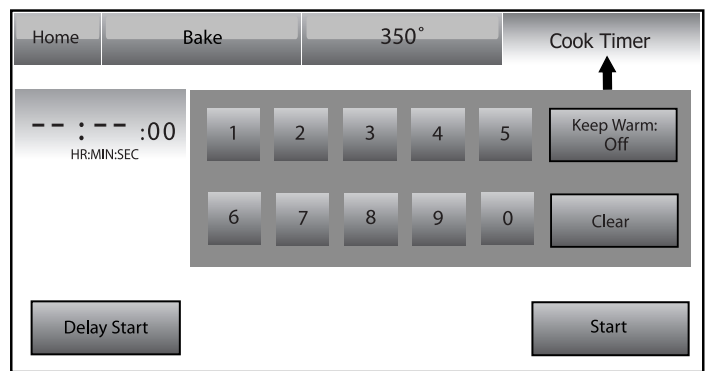 Home
Bake
350°
Cook Timer
-- : -- :00
HR:MIN:SEC
1 2 3 4 5
Keep Warm:
Off
6 7 8 9 0
Clear
Delay Start
Start